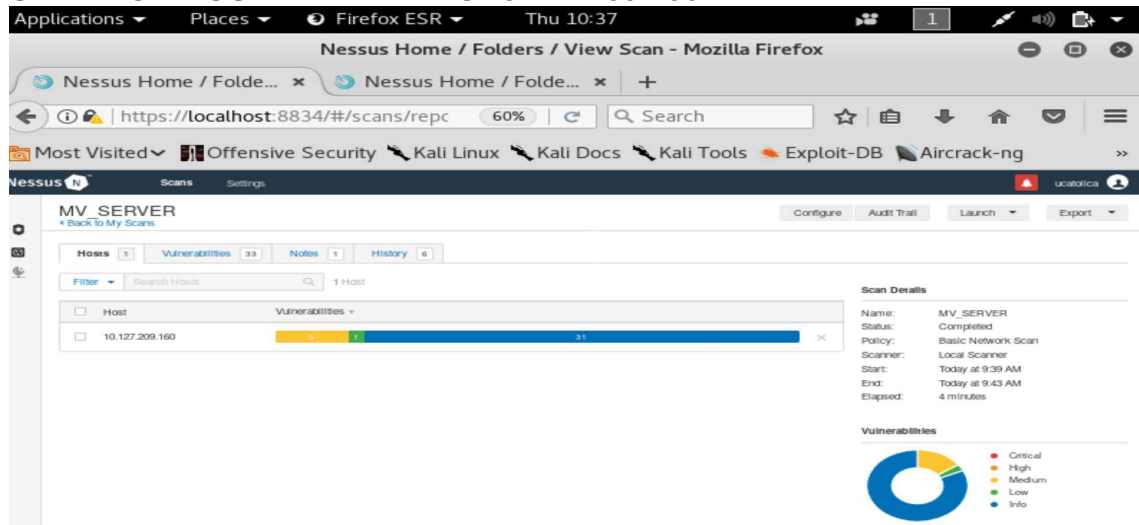 Applications Places Firefox ESR Thu 10:37 1
Nessus Home / Folders / View Scan - Mozilla Firefox
Nessus Home / Folde... × Nessus Home / Folde... × +
https://localhost:8834/#/scans/repc 60% Search
Most Visited Offensive Security Kali Linux Kali Docs Kali Tools Exploit-DB Aircrack-ng »
Nessus N Scans Settings ucatolica
MV_SERVER Configure Audit Trail Launch Export
Back to My Scans
Hosts 1 Vulnerabilities 33 Notes 1 History 6
Filter Search Hosts 1 Host
Scan Details
Host Vulnerabilities
10.127.209.160 5 1 31
Name: MV_SERVER
Status: Completed
Policy: Basic Network Scan
Scanner: Local Scanner
Start: Today at 9:39 AM
End: Today at 9:43 AM
Elapsed: 4 minutes
Vulnerabilities
Critical
High
Medium
Low
Info